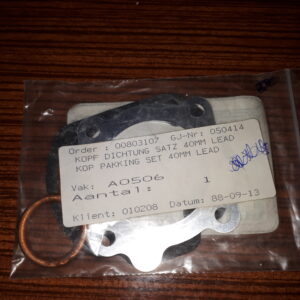 Order : 00803107 GJ-Nr: 050414
KOPF DICHTUNG SATZ 40MM LEAD
KOP PAKKING SET 40MM LEAD
Vak: A0506
Aantal: 1
Klient: 010208 Datum: 88-09-13